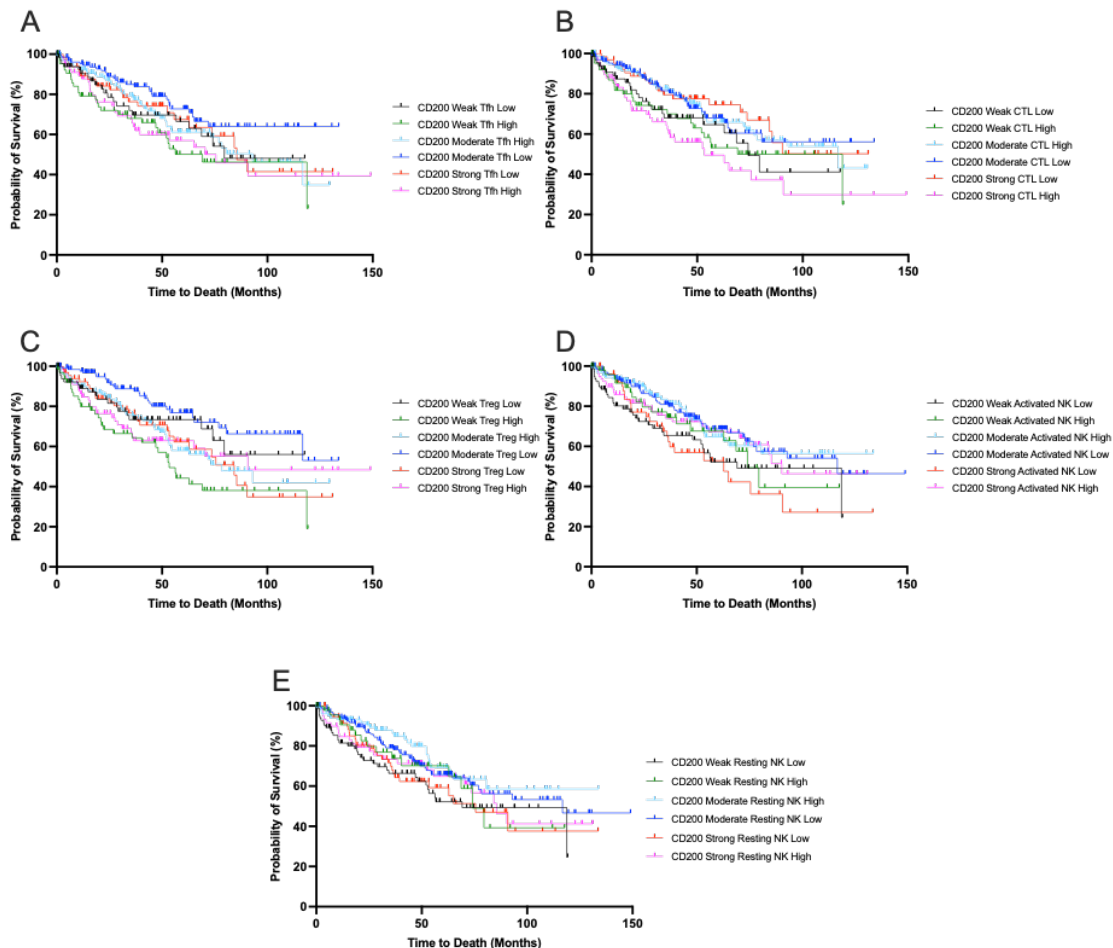 A
Probability of Survival (%)
100
80
60
40
20
0
0
50
100
150
Time to Death (Months)
CD200 Weak Tfh Low
CD200 Weak Tfh High
CD200 Moderate Tfh High
CD200 Moderate Tfh Low
CD200 Strong Tfh Low
CD200 Strong Tfh High
B
Probability of Survival (%)
100
80
60
40
20
0
0
50
100
150
Time to Death (Months)
CD200 Weak CTL Low
CD200 Weak CTL High
CD200 Moderate CTL High
CD200 Moderate CTL Low
CD200 Strong CTL Low
CD200 Strong CTL High
C
Probability of Survival (%)
100
80
60
40
20
0
0
50
100
150
Time to Death (Months)
CD200 Weak Treg Low
CD200 Weak Treg High
CD200 Moderate Treg High
CD200 Moderate Treg Low
CD200 Strong Treg Low
CD200 Strong Treg High
D
Probability of Survival (%)
100
80
60
40
20
0
0
50
100
150
Time to Death (Months)
CD200 Weak Activated NK Low
CD200 Weak Activated NK High
CD200 Moderate Activated NK High
CD200 Moderate Activated NK Low
CD200 Strong Activated NK Low
CD200 Strong Activated NK High
E
Probability of Survival (%)
100
80
60
40
20
0
0
50
100
150
Time to Death (Months)
CD200 Weak Resting NK Low
CD200 Weak Resting NK High
CD200 Moderate Resting NK High
CD200 Moderate Resting NK Low
CD200 Strong Resting NK Low
CD200 Strong Resting NK High